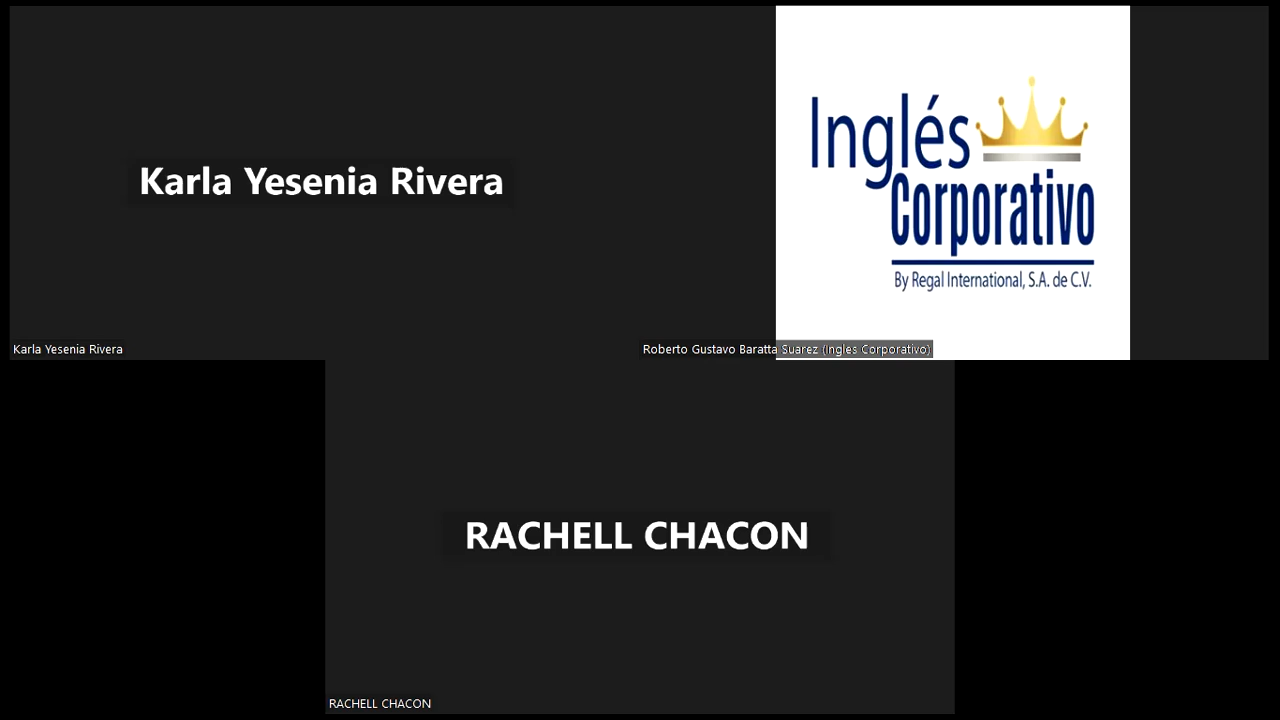 Karla Yesenia Rivera
Karla Yesenia Rivera
Inglés
Corporativo
By Regal International, S.A. de C.V.
Roberto Gustavo Baratta Suarez (Ingles Corporativo)
RACHELL CHACON
RACHELL CHACON